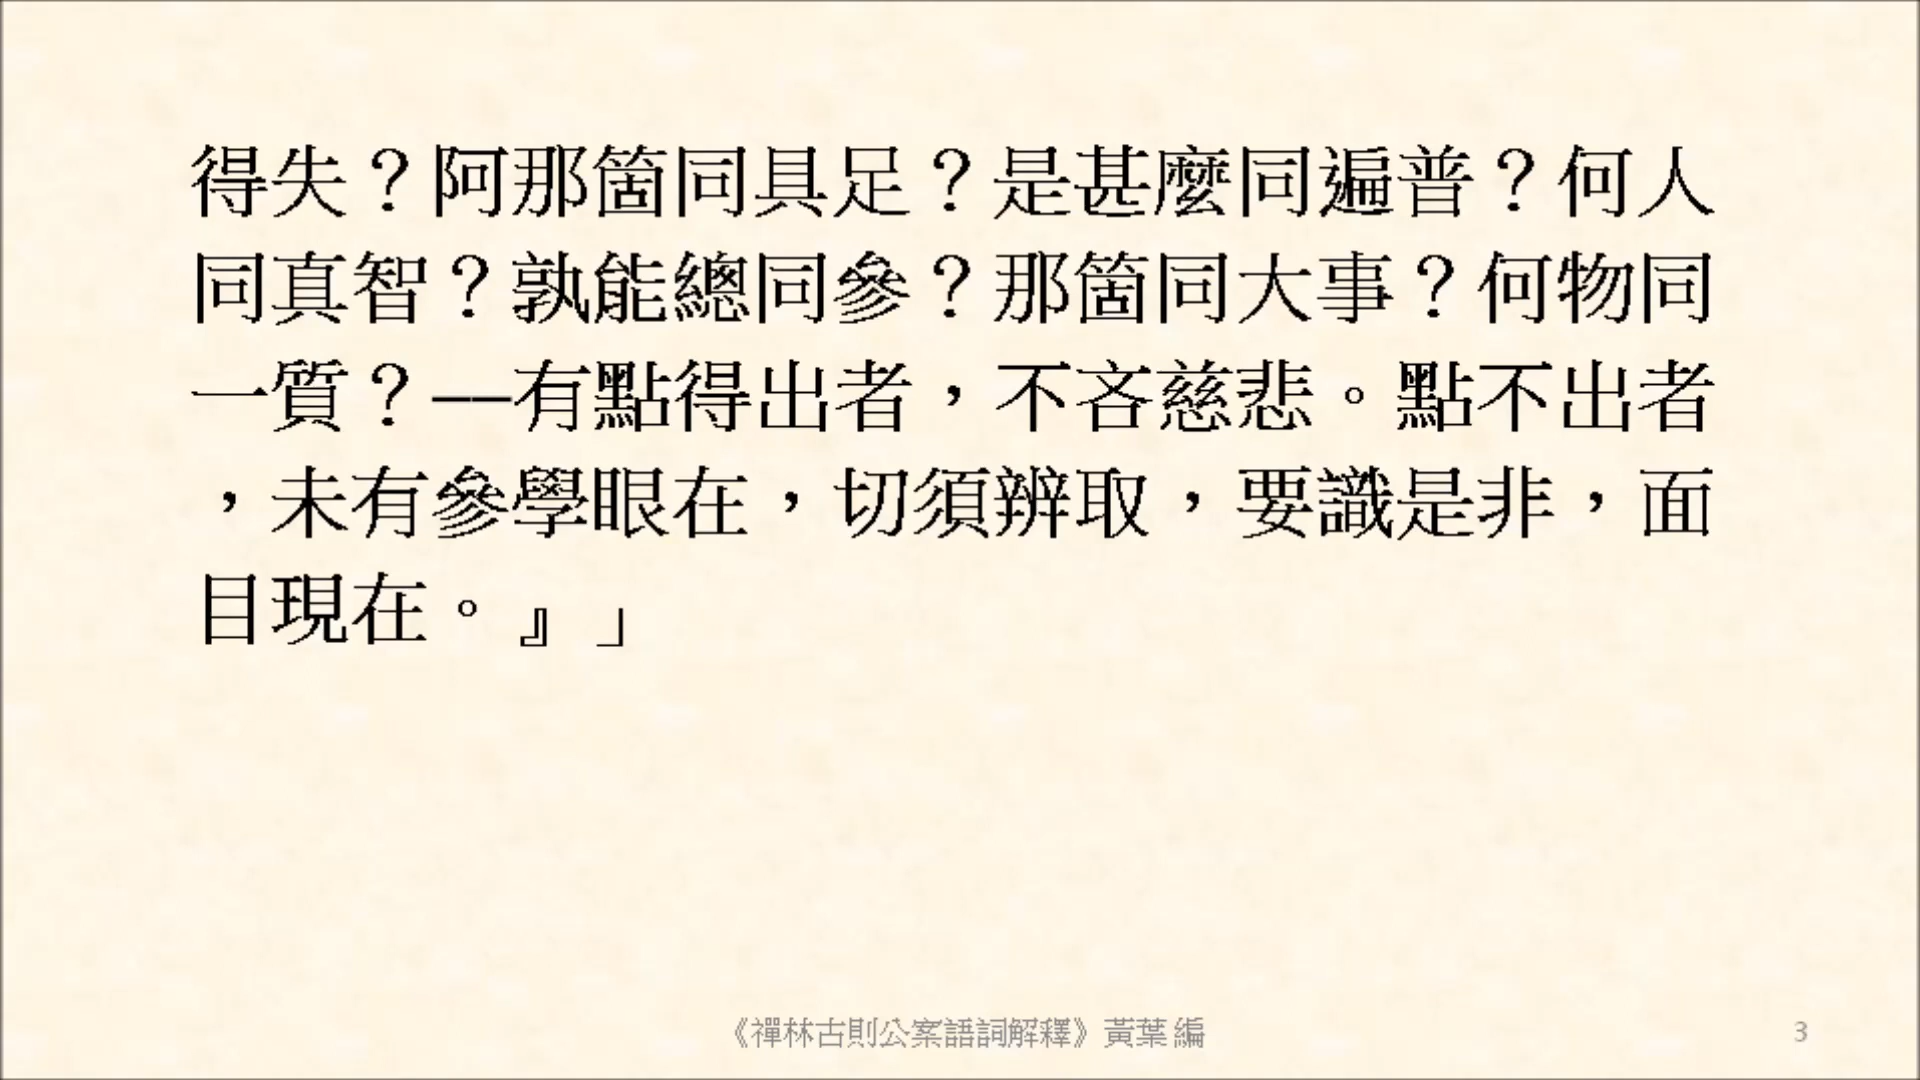 得失？阿那箇同具足？是甚麼同遍普？何人
同真智？孰能總同參？那箇同大事？何物同
一質？──有點得出者，不吝慈悲。點不出者
，未有參學眼在，切須辨取，要識是非，面
目現在。』」
《禪林古則公案語詞解釋》黃葉 編
3